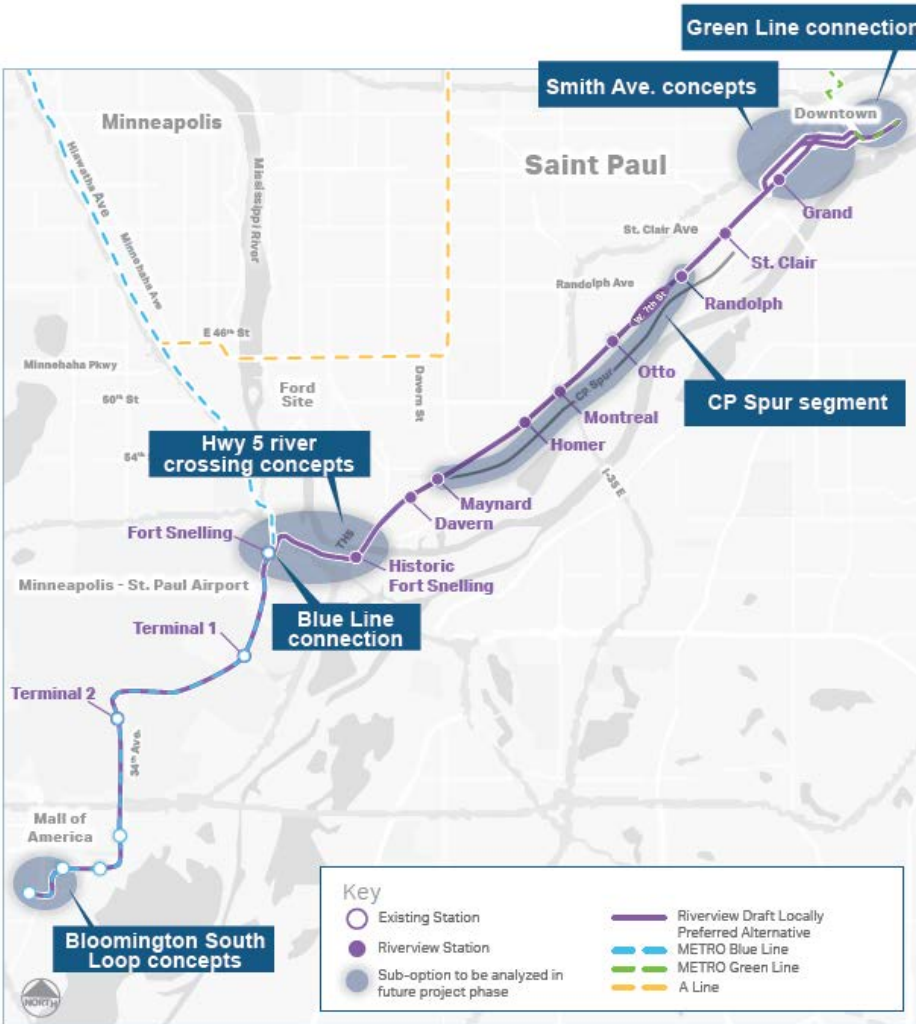 Green Line connection
Smith Ave. concepts
Downtown
Minneapolis
Saint Paul
Hiawatha Ave
Mississippi River
Grand
St. Clair Ave
Minnehaha Ave
St. Clair
Randolph Ave
Randolph
W. 7th St
E 46th St
Otto
Minnehaha Pkwy
Ford
Site
Davern St
CP Spur
CP Spur segment
50th St
Montreal
Homer
Hwy 5 river
crossing concepts
54th
I-35 E
Maynard
Davern
Fort Snelling
TH5
Historic
Fort Snelling
Minneapolis - St. Paul Airport
Blue Line
connection
Terminal 1
Terminal 2
34th Ave.
Mall of
America
Bloomington South
Loop concepts
NORTH
Key
Existing Station
Riverview Station
Sub-option to be analyzed in
future project phase
Riverview Draft Locally
Preferred Alternative
METRO Blue Line
METRO Green Line
A Line